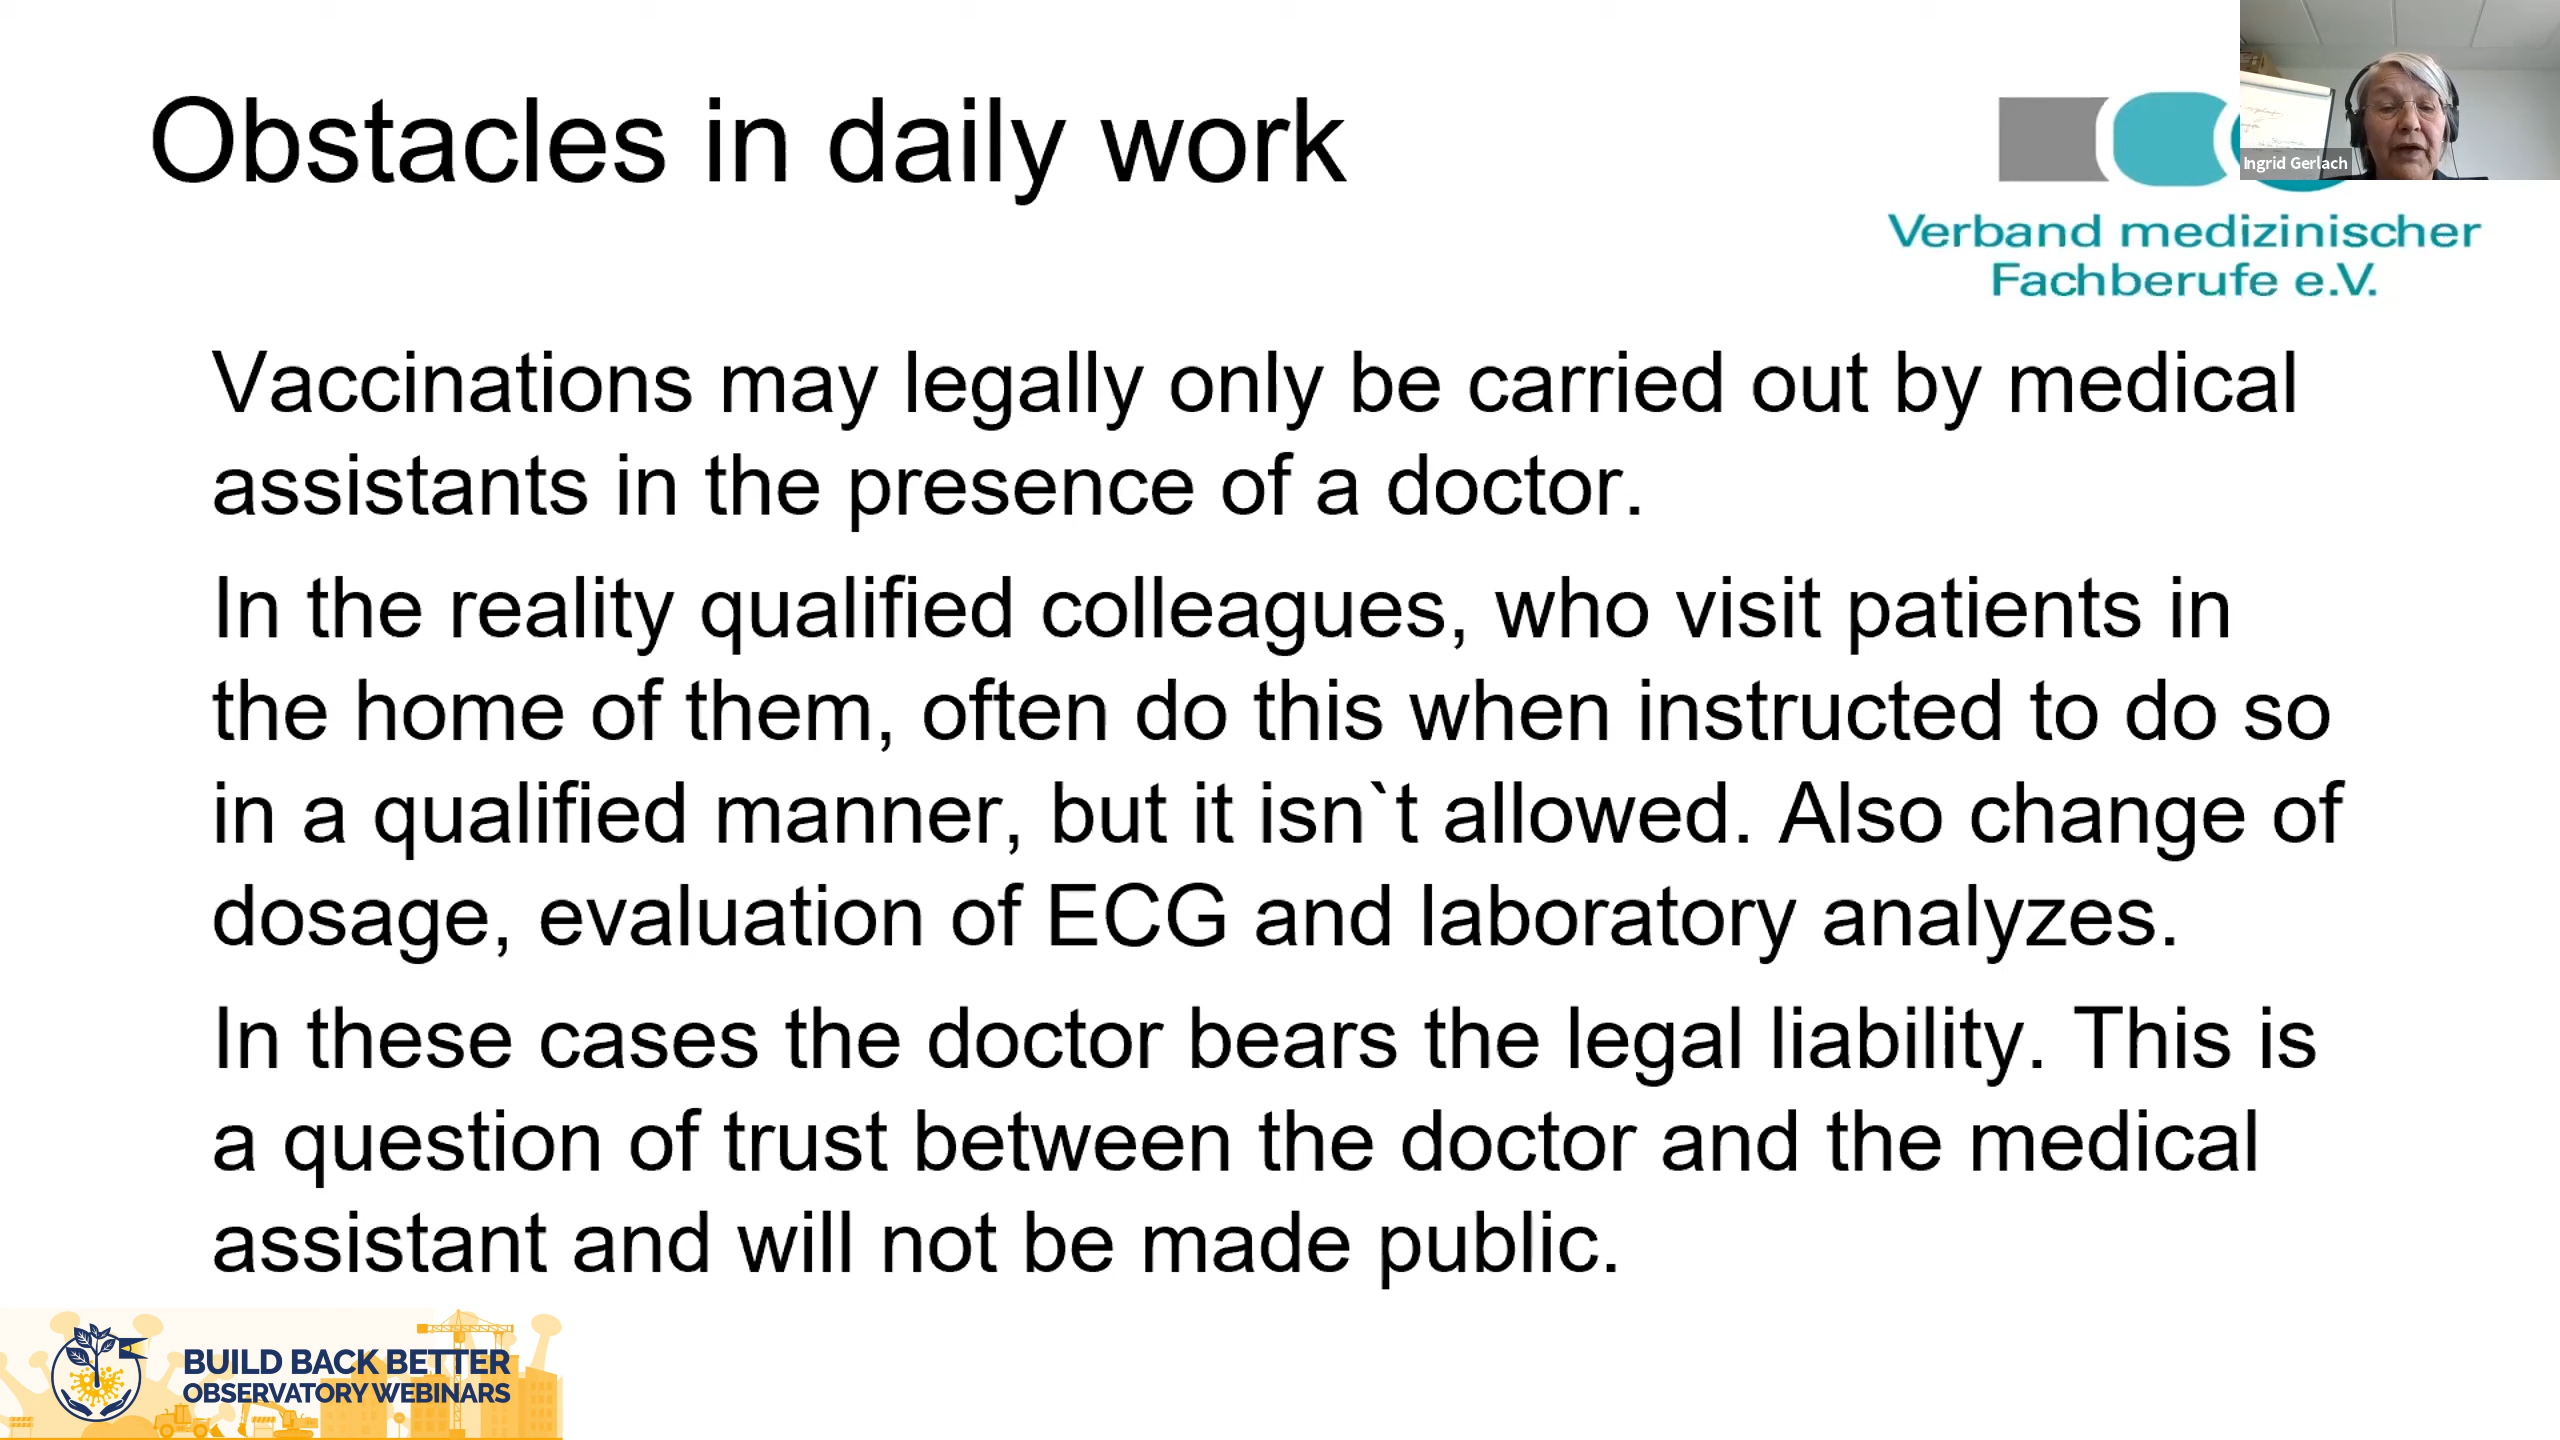 Obstacles in daily work
Ingrid Gerlach
Verband medizinischer
Fachberufe e.V.
Vaccinations may legally only be carried out by medical
assistants in the presence of a doctor.
In the reality qualified colleagues, who visit patients in
the home of them, often do this when instructed to do so
in a qualified manner, but it isn`t allowed. Also change of
dosage, evaluation of ECG and laboratory analyzes.
In these cases the doctor bears the legal liability. This is
a question of trust between the doctor and the medical
assistant and will not be made public.
BUILD BACK BETTER
OBSERVATORY WEBINARS